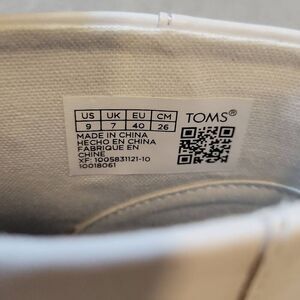 US UK EU CM TOMS®
9 7 40 26
MADE IN CHINA
HECHO EN CHINA
FABRIQUE EN
CHINE
XF: 1005831121-10
10018061